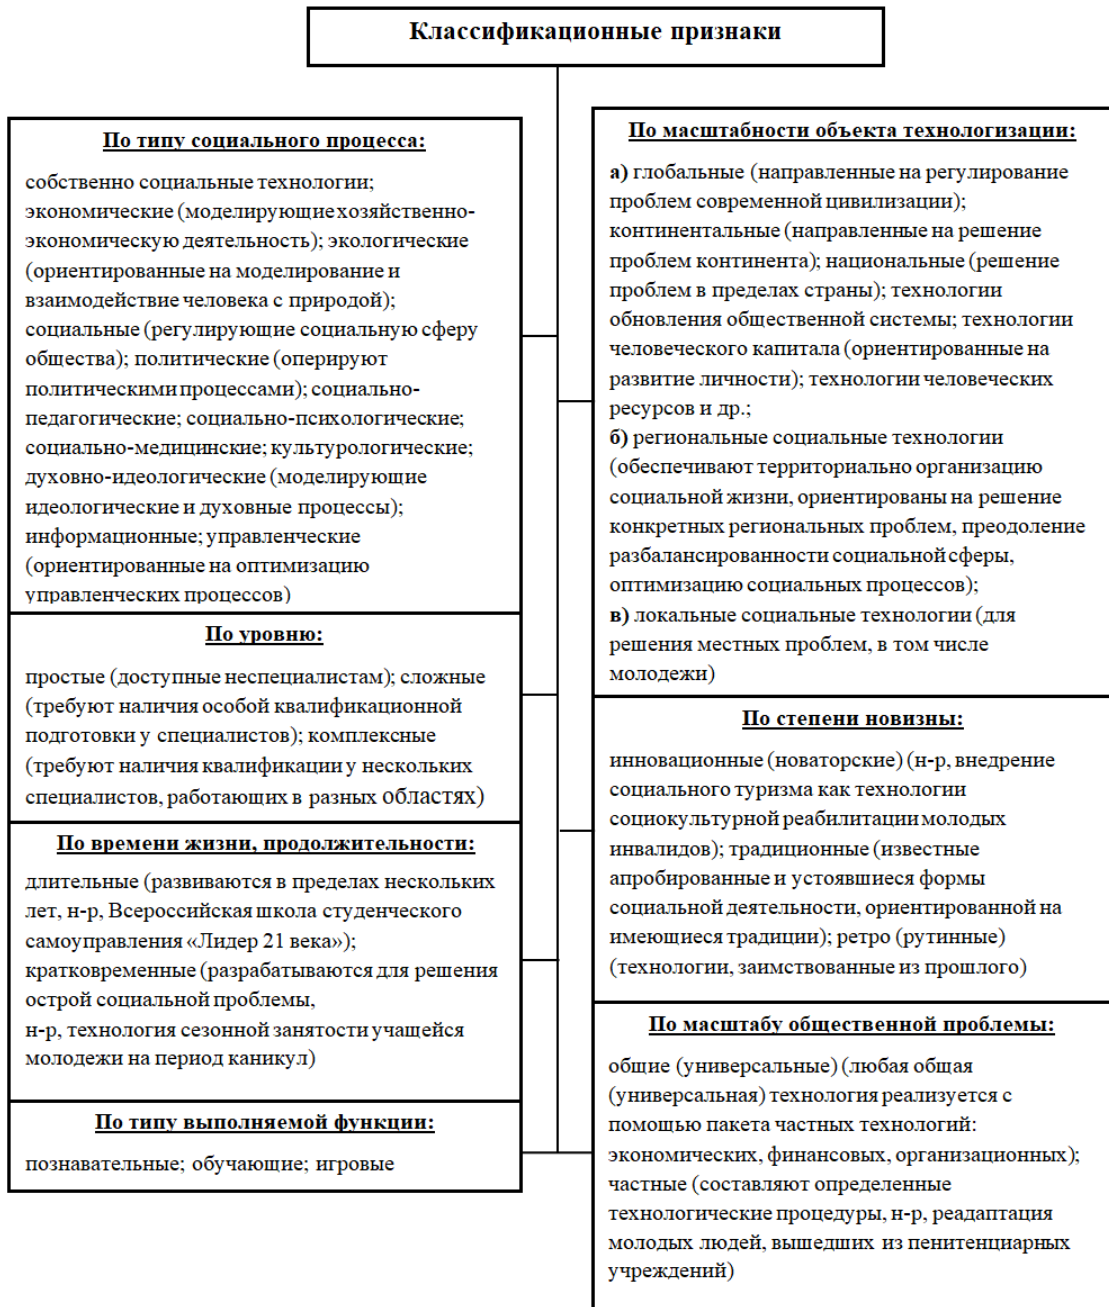 Классификационные признаки
По типу социального процесса:
собственно социальные технологии;
экономические (моделирующие хозяйственно-
экономическую деятельность); экологические
(ориентированные на моделирование и
взаимодействие человека с природой);
социальные (регулирующие социальную сферу
общества); политические (оперируют
политическими процессами); социально-
педагогические; социально-психологические;
социально-медицинские; культурологические;
духовно-идеологические (моделирующие
идеологические и духовные процессы);
информационные; управленческие
(ориентированные на оптимизацию
управленческих процессов)
По уровню:
простые (доступные неспециалистам); сложные
(требуют наличия особой квалификационной
подготовки у специалистов); комплексные
(требуют наличия квалификации у нескольких
специалистов, работающих в разных областях)
По времени жизни, продолжительности:
длительные (развиваются в пределах нескольких
лет, н-р, Всероссийская школа студенческого
самоуправления «Лидер 21 века»);
кратковременные (разрабатываются для решения
острой социальной проблемы,
н-р, технология сезонной занятости учащейся
молодежи на период каникул)
По типу выполняемой функции:
познавательные; обучающие; игровые
По масштабности объекта технологизации:
а) глобальные (направленные на регулирование
проблем современной цивилизации);
континентальные (направленные на решение
проблем континента); национальные (решение
проблем в пределах страны); технологии
обновления общественной системы; технологии
человеческого капитала (ориентированные на
развитие личности); технологии человеческих
ресурсов и др.;
б) региональные социальные технологии
(обеспечивают территориально организацию
социальной жизни, ориентированы на решение
конкретных региональных проблем, преодоление
разбалансированности социальной сферы,
оптимизацию социальных процессов);
в) локальные социальные технологии (для
решения местных проблем, в том числе
молодежи)
По степени новизны:
инновационные (новаторские) (н-р, внедрение
социального туризма как технологии
социокультурной реабилитации молодых
инвалидов); традиционные (известные
апробированные и устоявшиеся формы
социальной деятельности, ориентированной на
имеющиеся традиции); ретро (рутинные)
(технологии, заимствованные из прошлого)
По масштабу общественной проблемы:
общие (универсальные) (любая общая
(универсальная) технология реализуется с
помощью пакета частных технологий:
экономических, финансовых, организационных);
частные (составляют определенные
технологические процедуры, н-р, реадаптация
молодых людей, вышедших из пенитенциарных
учреждений)